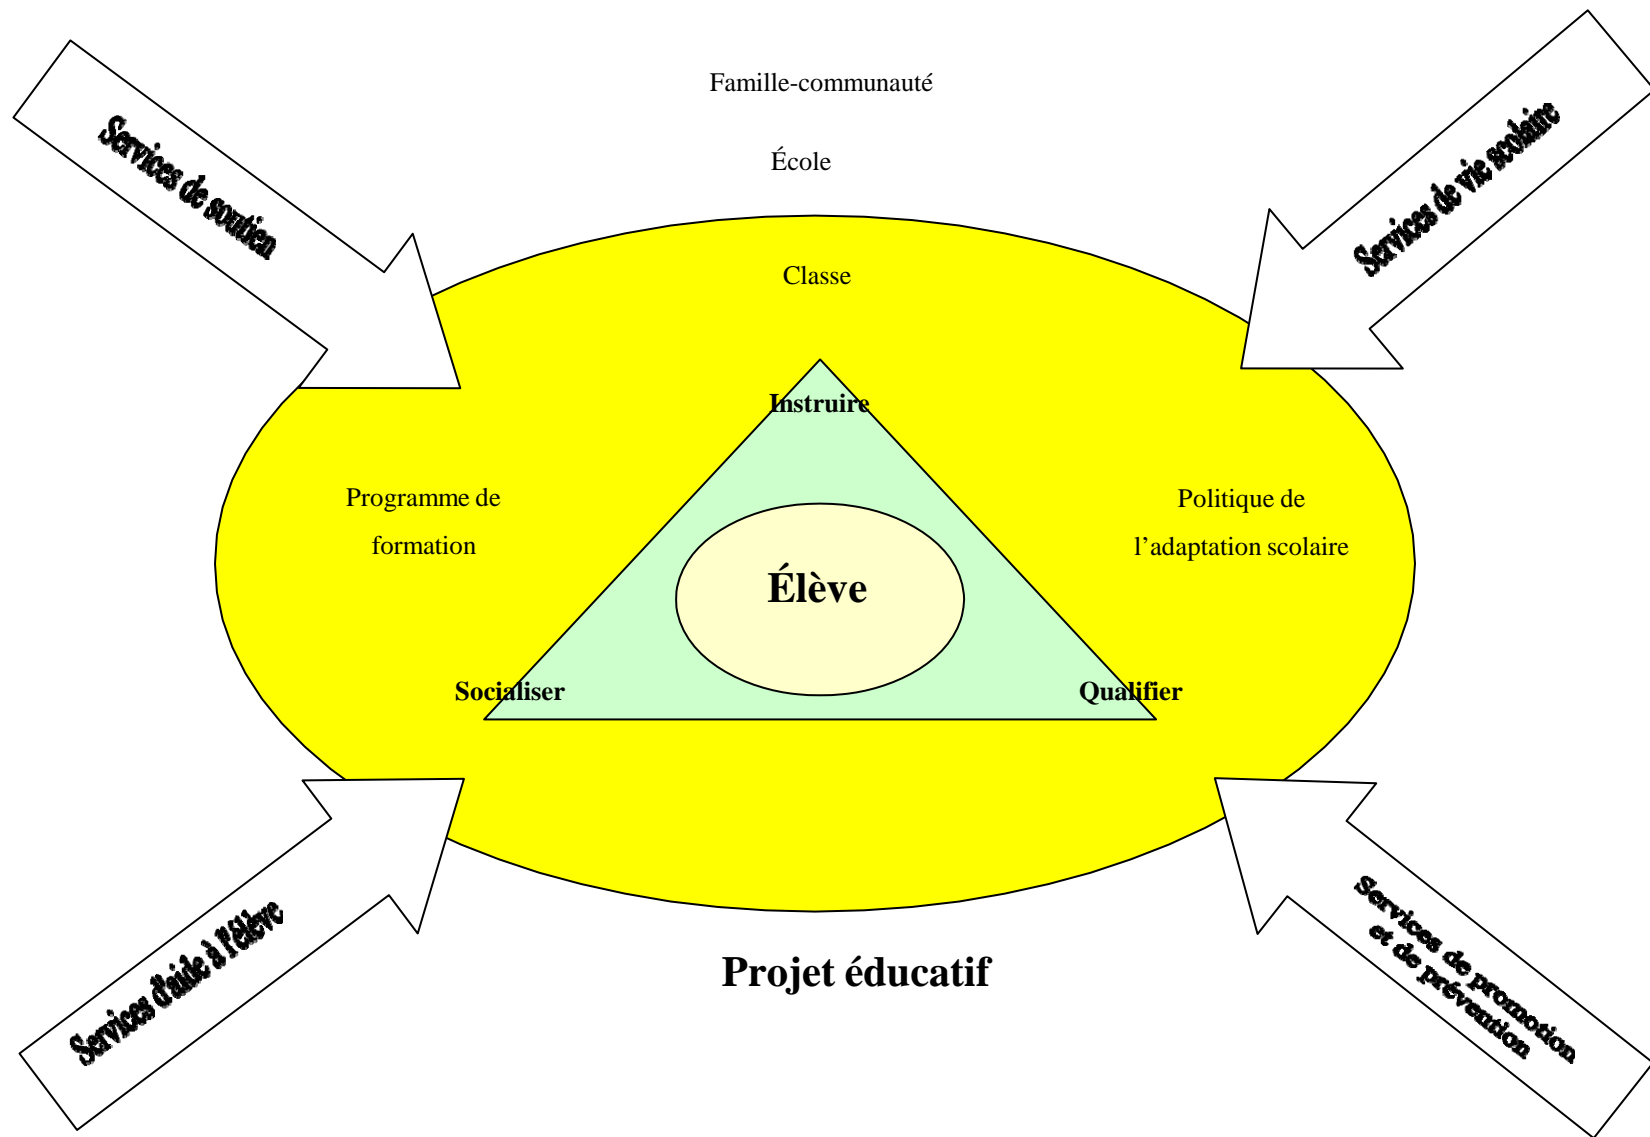 Famille-communauté
École
Services de soutien
Services de vie scolaire
Classe
Instruire
Programme de
formation
Politique de
l’adaptation scolaire
Élève
Socialiser
Qualifier
Services d'aide à l'élève
Services de promotion
et de prévention
Projet éducatif